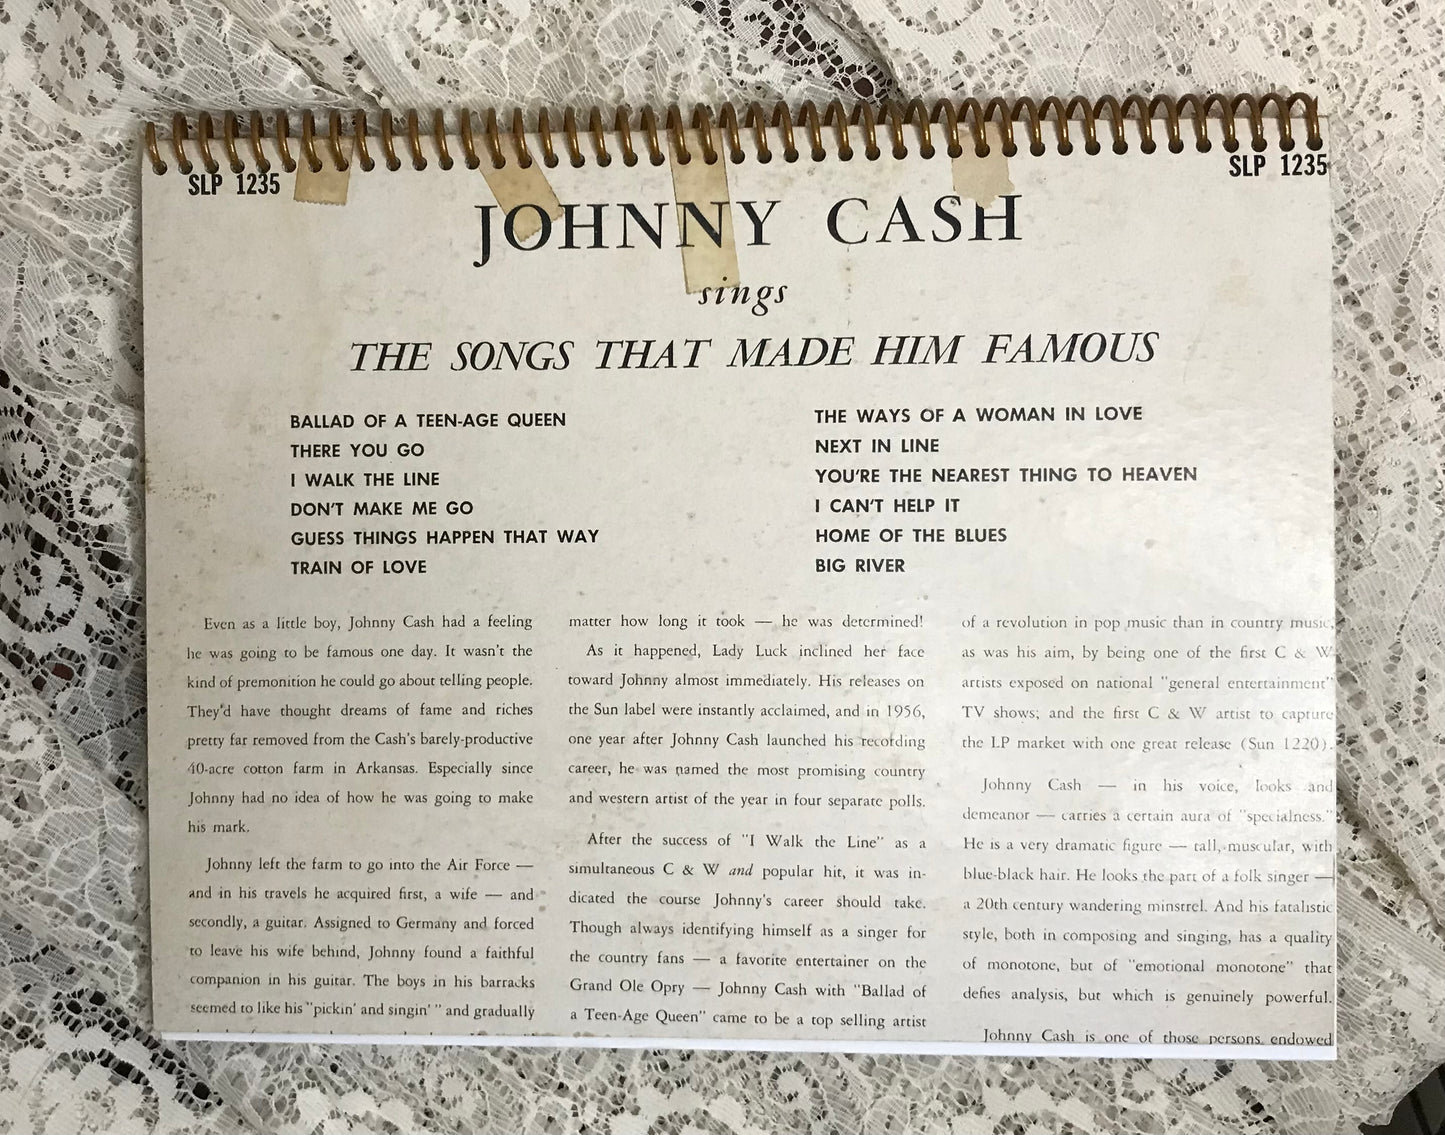 SLP 1235
SLP 1235
JOHNNY CASH
sings
THE SONGS THAT MADE HIM FAMOUS
BALLAD OF A TEEN-AGE QUEEN
THERE YOU GO
I WALK THE LINE
DON'T MAKE ME GO
GUESS THINGS HAPPEN THAT WAY
TRAIN OF LOVE
THE WAYS OF A WOMAN IN LOVE
NEXT IN LINE
YOU'RE THE NEAREST THING TO HEAVEN
I CAN'T HELP IT
HOME OF THE BLUES
BIG RIVER
Even as a little boy, Johnny Cash had a feeling
he was going to be famous one day. It wasn't the
kind of premonition he could go about telling people.
They'd have thought dreams of fame and riches
pretty far removed from the Cash's barely-productive
40-acre cotton farm in Arkansas. Especially since
Johnny had no idea of how he was going to make
his mark.
Johnny left the farm to go into the Air Force —
and in his travels he acquired first, a wife — and
secondly, a guitar. Assigned to Germany and forced
to leave his wife behind, Johnny found a faithful
companion in his guitar. The boys in his barracks
seemed to like his "pickin' and singin' " and gradually
matter how long it took — he was determined!
As it happened, Lady Luck inclined her face
toward Johnny almost immediately. His releases on
the Sun label were instantly acclaimed, and in 1956,
one year after Johnny Cash launched his recording
career, he was named the most promising country
and western artist of the year in four separate polls.
After the success of "I Walk the Line" as a
simultaneous C & W and popular hit, it was in-
dicated the course Johnny's career should take.
Though always identifying himself as a singer for
the country fans — a favorite entertainer on the
Grand Ole Opry — Johnny Cash with "Ballad of
a Teen-Age Queen" came to be a top selling artist
of a revolution in pop music than in country music,
as was his aim, by being one of the first C & W
artists exposed on national "general entertainment"
TV shows; and the first C & W artist to capture
the LP market with one great release (Sun 1220).
Johnny Cash — in his voice, looks and
demeanor — carries a certain aura of "specialness."
He is a very dramatic figure — tall, muscular, with
blue-black hair. He looks the part of a folk singer —
a 20th century wandering minstrel. And his fatalistic
style, both in composing and singing, has a quality
of monotone, but of "emotional monotone" that
defies analysis, but which is genuinely powerful.
Johnny Cash is one of those persons endowed